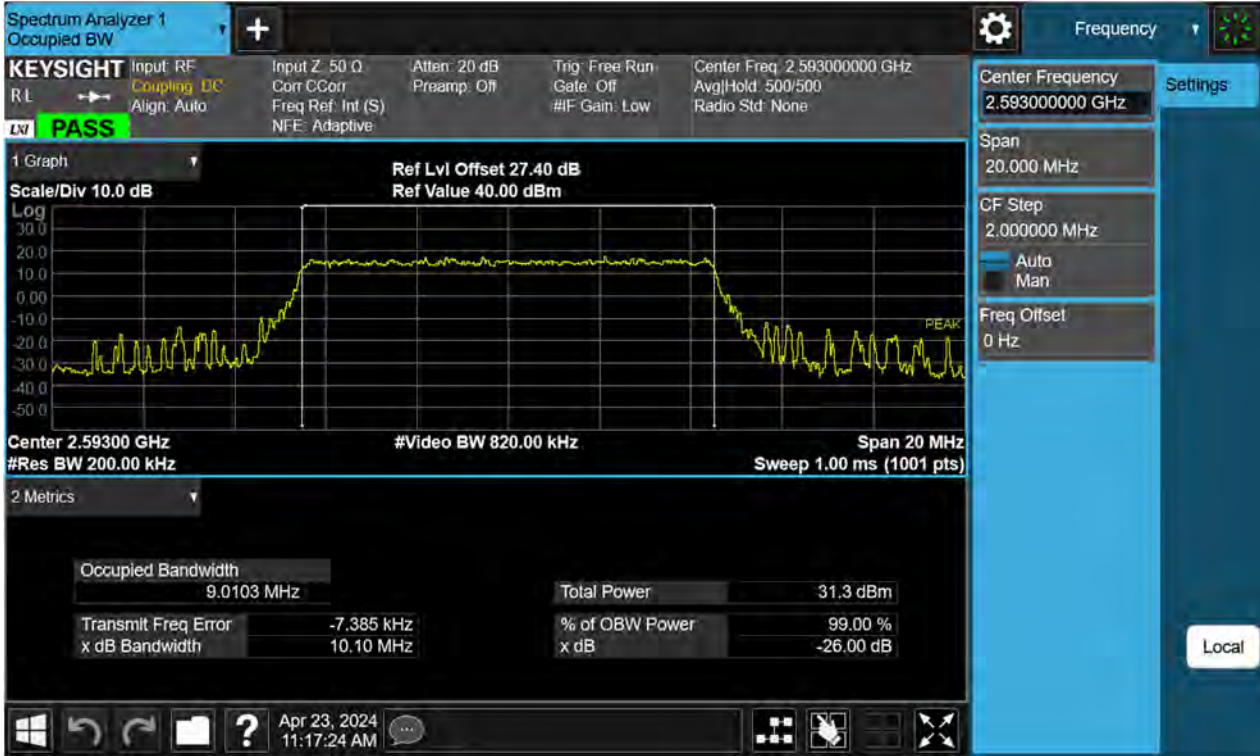 Spectrum Analyzer 1
Occupied BW
+
Frequency
KEYSIGHT
RL
LXI PASS
Input: RF
Coupling: DC
Align: Auto
Input Z: 50 Ω
Corr CCorr
Freq Ref: Int (S)
NFE: Adaptive
Atten: 20 dB
Preamp: Off
Trig: Free Run
Gate: Off
#IF Gain: Low
Center Freq: 2.593000000 GHz
Avg|Hold: 500/500
Radio Std: None
Center Frequency
2.593000000 GHz
Settings
Span
20.000 MHz
CF Step
2.000000 MHz
Auto
Man
Freq Offset
0 Hz
Local
1 Graph
Scale/Div 10.0 dB
Ref Lvl Offset 27.40 dB
Ref Value 40.00 dBm
Log
30.0
20.0
10.0
0.00
-10.0
-20.0
-30.0
-40.0
-50.0
PEAK
Center 2.59300 GHz
#Video BW 820.00 kHz
Span 20 MHz
#Res BW 200.00 kHz
Sweep 1.00 ms (1001 pts)
2 Metrics
Occupied Bandwidth
9.0103 MHz
Total Power 31.3 dBm
Transmit Freq Error -7.385 kHz
% of OBW Power 99.00 %
x dB Bandwidth 10.10 MHz
x dB -26.00 dB
?
Apr 23, 2024
11:17:24 AM